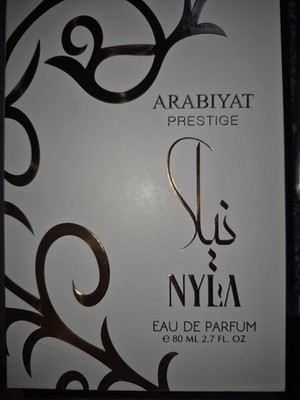 ARABIYAT
PRESTIGE
نيلا
NYLA
EAU DE PARFUM
℮ 80 ML 2.7 FL. OZ